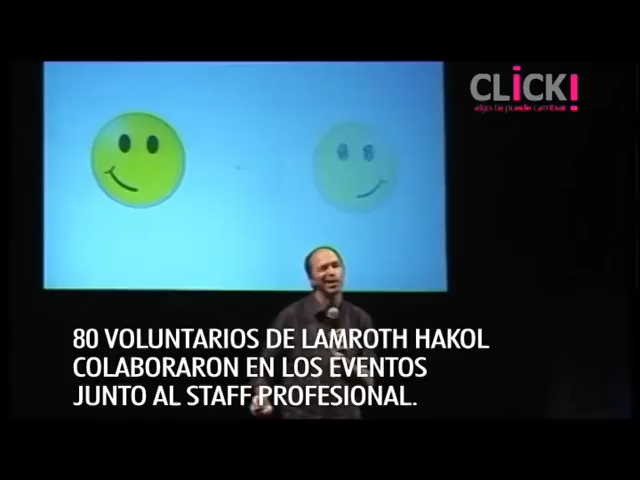 CLiCK!
algo te puede cambiar
80 VOLUNTARIOS DE LAMROTH HAKOL
COLABORARON EN LOS EVENTOS
JUNTO AL STAFF PROFESIONAL.